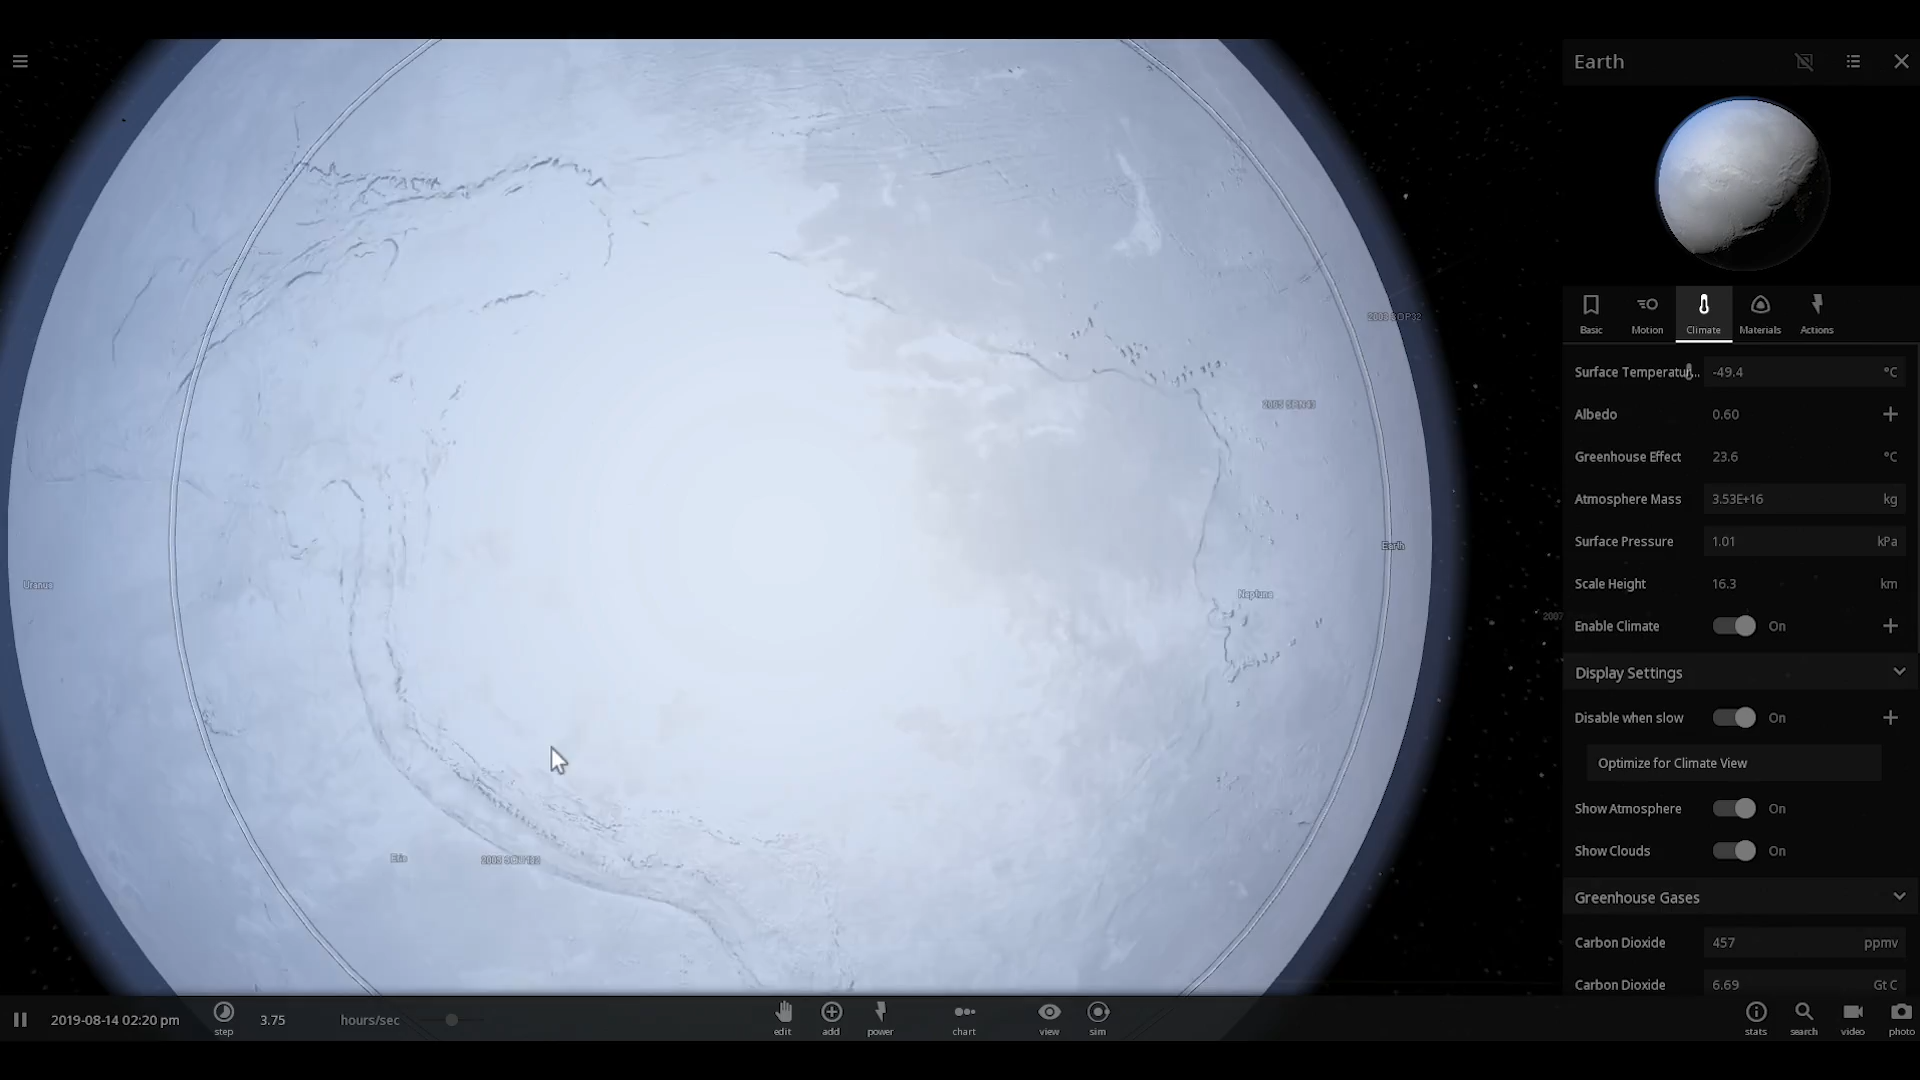 Earth
Basic
Motion
Climate
Materials
Actions
Surface Temperatur...
-49.4
°C
Albedo
0.60
Greenhouse Effect
23.6
°C
Atmosphere Mass
3.53E+16
kg
Surface Pressure
1.01
kPa
Scale Height
16.3
km
Enable Climate
On
Display Settings
Disable when slow
On
Optimize for Climate View
Show Atmosphere
On
Show Clouds
On
Greenhouse Gases
Carbon Dioxide
457
ppmv
Carbon Dioxide
6.69
Gt C
Earth
Neptune
Uranus
2019-08-14 02:20 pm
step
3.75
hours/sec
edit
add
power
chart
view
sim
stats
search
video
photo